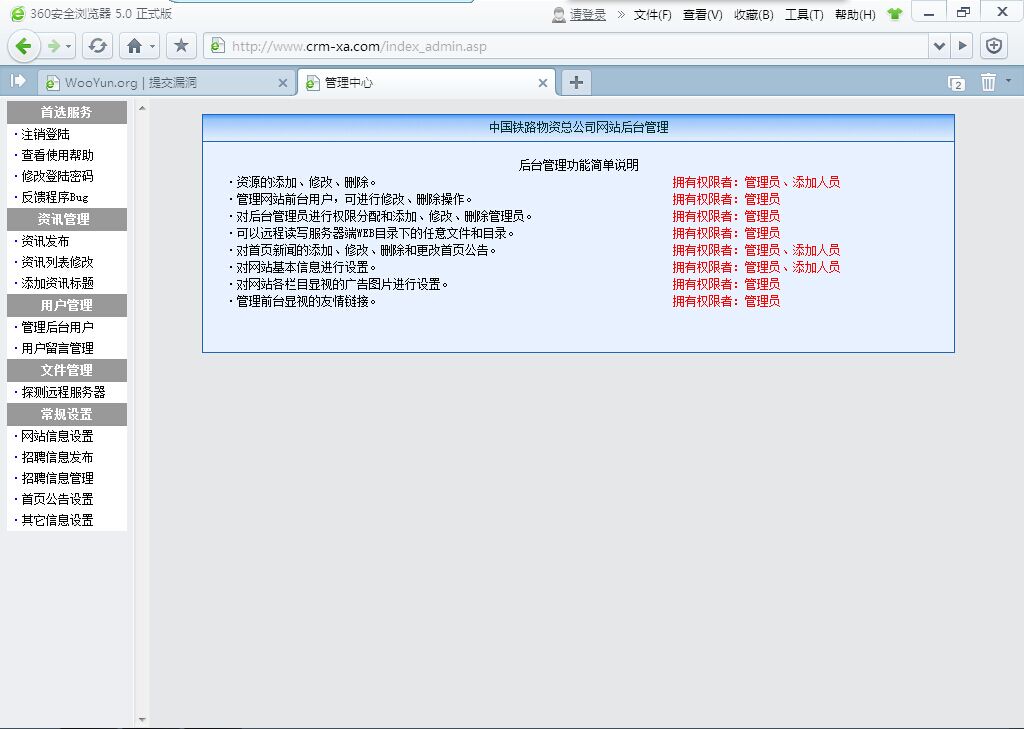 360安全浏览器 5.0 正式版
请登录 » 文件(F) 查看(V) 收藏(B) 工具(T) 帮助(H)
http://www.crm-xa.com/index_admin.asp
WooYun.org | 提交漏洞
管理中心
2
首选服务
·注销登陆
·查看使用帮助
·修改登陆密码
·反馈程序Bug
资讯管理
·资讯发布
·资讯列表修改
·添加资讯标题
用户管理
·管理后台用户
·用户留言管理
文件管理
·探测远程服务器
常规设置
·网站信息设置
·招聘信息发布
·招聘信息管理
·首页公告设置
·其它信息设置
中国铁路物资总公司网站后台管理
后台管理功能简单说明
·资源的添加、修改、删除。 拥有权限者：管理员、添加人员
·管理网站前台用户，可进行修改、删除操作。 拥有权限者：管理员
·对后台管理员进行权限分配和添加、修改、删除管理员。 拥有权限者：管理员
·可以远程读写服务器端WEB目录下的任意文件和目录。 拥有权限者：管理员
·对首页新闻的添加、修改、删除和更改首页公告。 拥有权限者：管理员、添加人员
·对网站基本信息进行设置。 拥有权限者：管理员、添加人员
·对网站各栏目显视的广告图片进行设置。 拥有权限者：管理员
·管理前台显视的友情链接。 拥有权限者：管理员